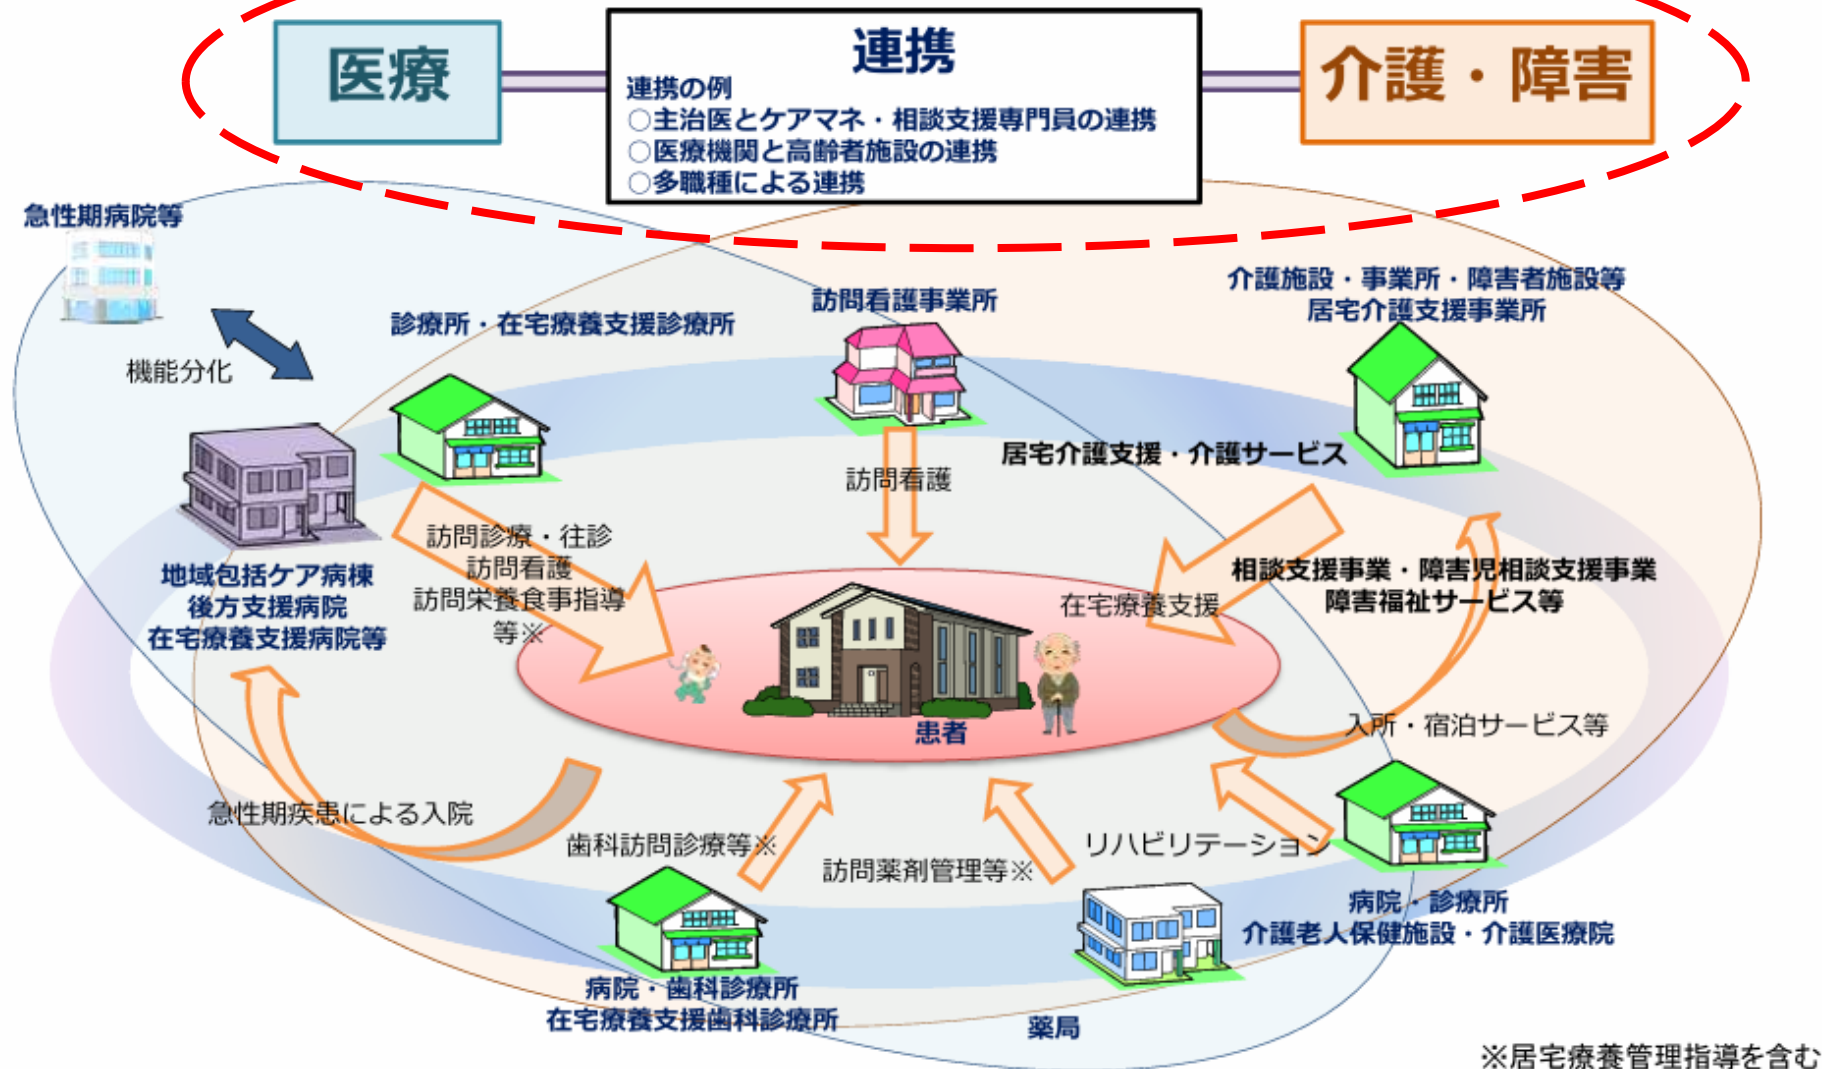 医療
連携
連携の例
○主治医とケアマネ・相談支援専門員の連携
○医療機関と高齢者施設の連携
○多職種による連携
介護・障害
急性期病院等
機能分化
診療所・在宅療養支援診療所
訪問看護事業所
介護施設・事業所・障害者施設等
居宅介護支援事業所
訪問看護
居宅介護支援・介護サービス
訪問診療・往診
訪問看護
訪問栄養食事指導
等※
地域包括ケア病棟
後方支援病院
在宅療養支援病院等
在宅療養支援
相談支援事業・障害児相談支援事業
障害福祉サービス等
患者
入所・宿泊サービス等
急性期疾患による入院
歯科訪問診療等※
訪問薬剤管理等※
リハビリテーション
病院・診療所
介護老人保健施設・介護医療院
病院・歯科診療所
在宅療養支援歯科診療所
薬局
※居宅療養管理指導を含む